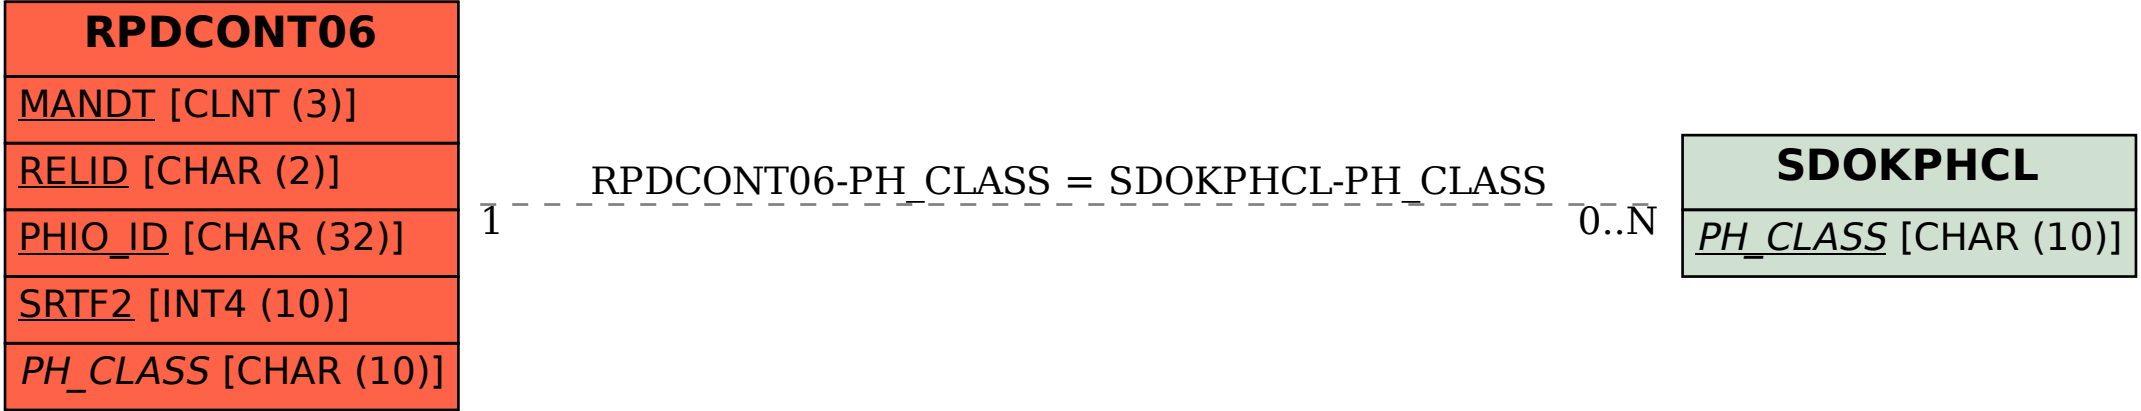 RPDCONT06
MANDT [CLNT (3)]
RELID [CHAR (2)]
PHIO_ID [CHAR (32)]
SRTF2 [INT4 (10)]
PH_CLASS [CHAR (10)]
RPDCONT06-PH_CLASS = SDOKPHCL-PH_CLASS
1
0..N
SDOKPHCL
PH_CLASS [CHAR (10)]